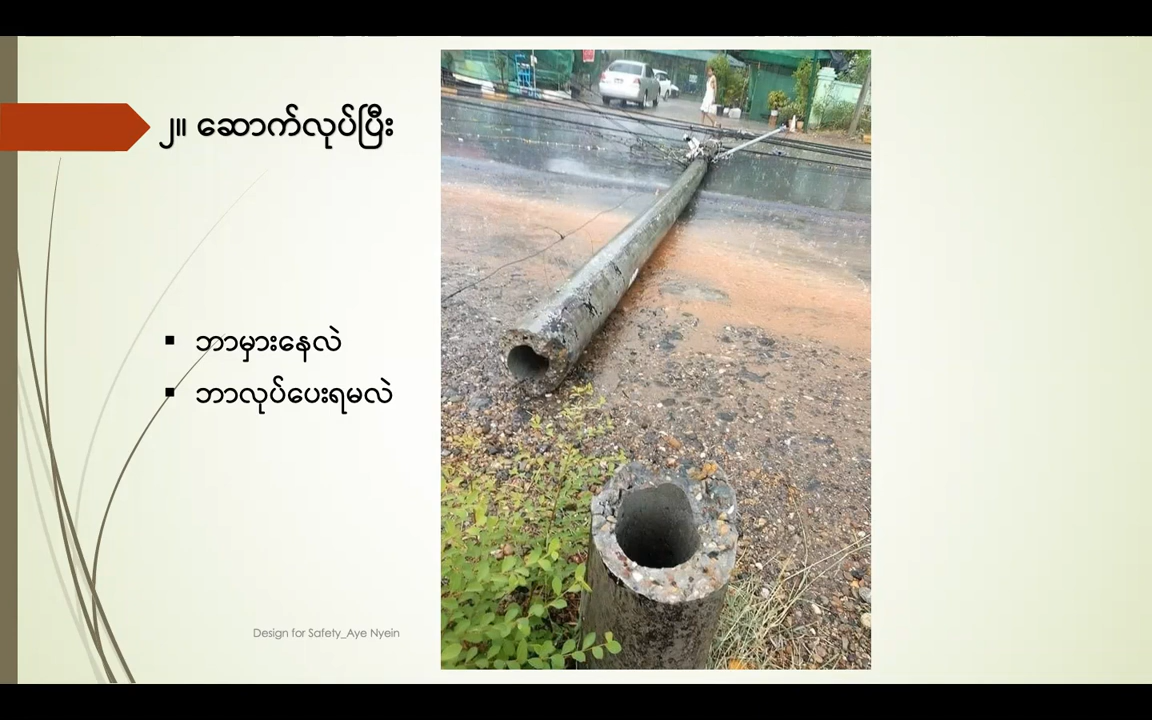 ၂။ ဆောက်လုပ်ပြီး
▪ ဘာမှားနေလဲ
▪ ဘာလုပ်ပေးရမလဲ
Design for Safety_Aye Nyein